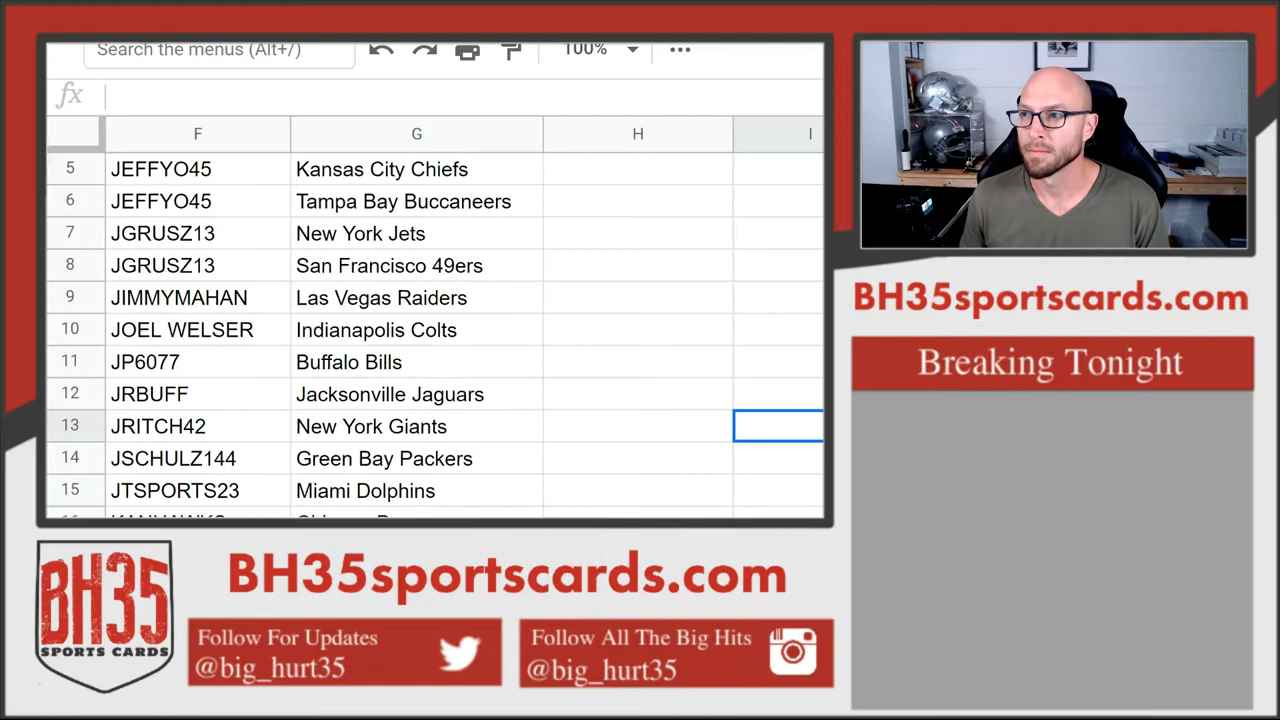 Search the menus (Alt+/)
100%
fx
F G H I
5 JEFFYO45 Kansas City Chiefs
6 JEFFYO45 Tampa Bay Buccaneers
7 JGRUSZ13 New York Jets
8 JGRUSZ13 San Francisco 49ers
9 JIMMYMAHAN Las Vegas Raiders
10 JOEL WELSER Indianapolis Colts
11 JP6077 Buffalo Bills
12 JRBUFF Jacksonville Jaguars
13 JRITCH42 New York Giants
14 JSCHULZ144 Green Bay Packers
15 JTSPORTS23 Miami Dolphins
BH35sportscards.com
Breaking Tonight
BH35
SPORTS CARDS
BH35sportscards.com
Follow For Updates
@big_hurt35
Follow All The Big Hits
@big_hurt35